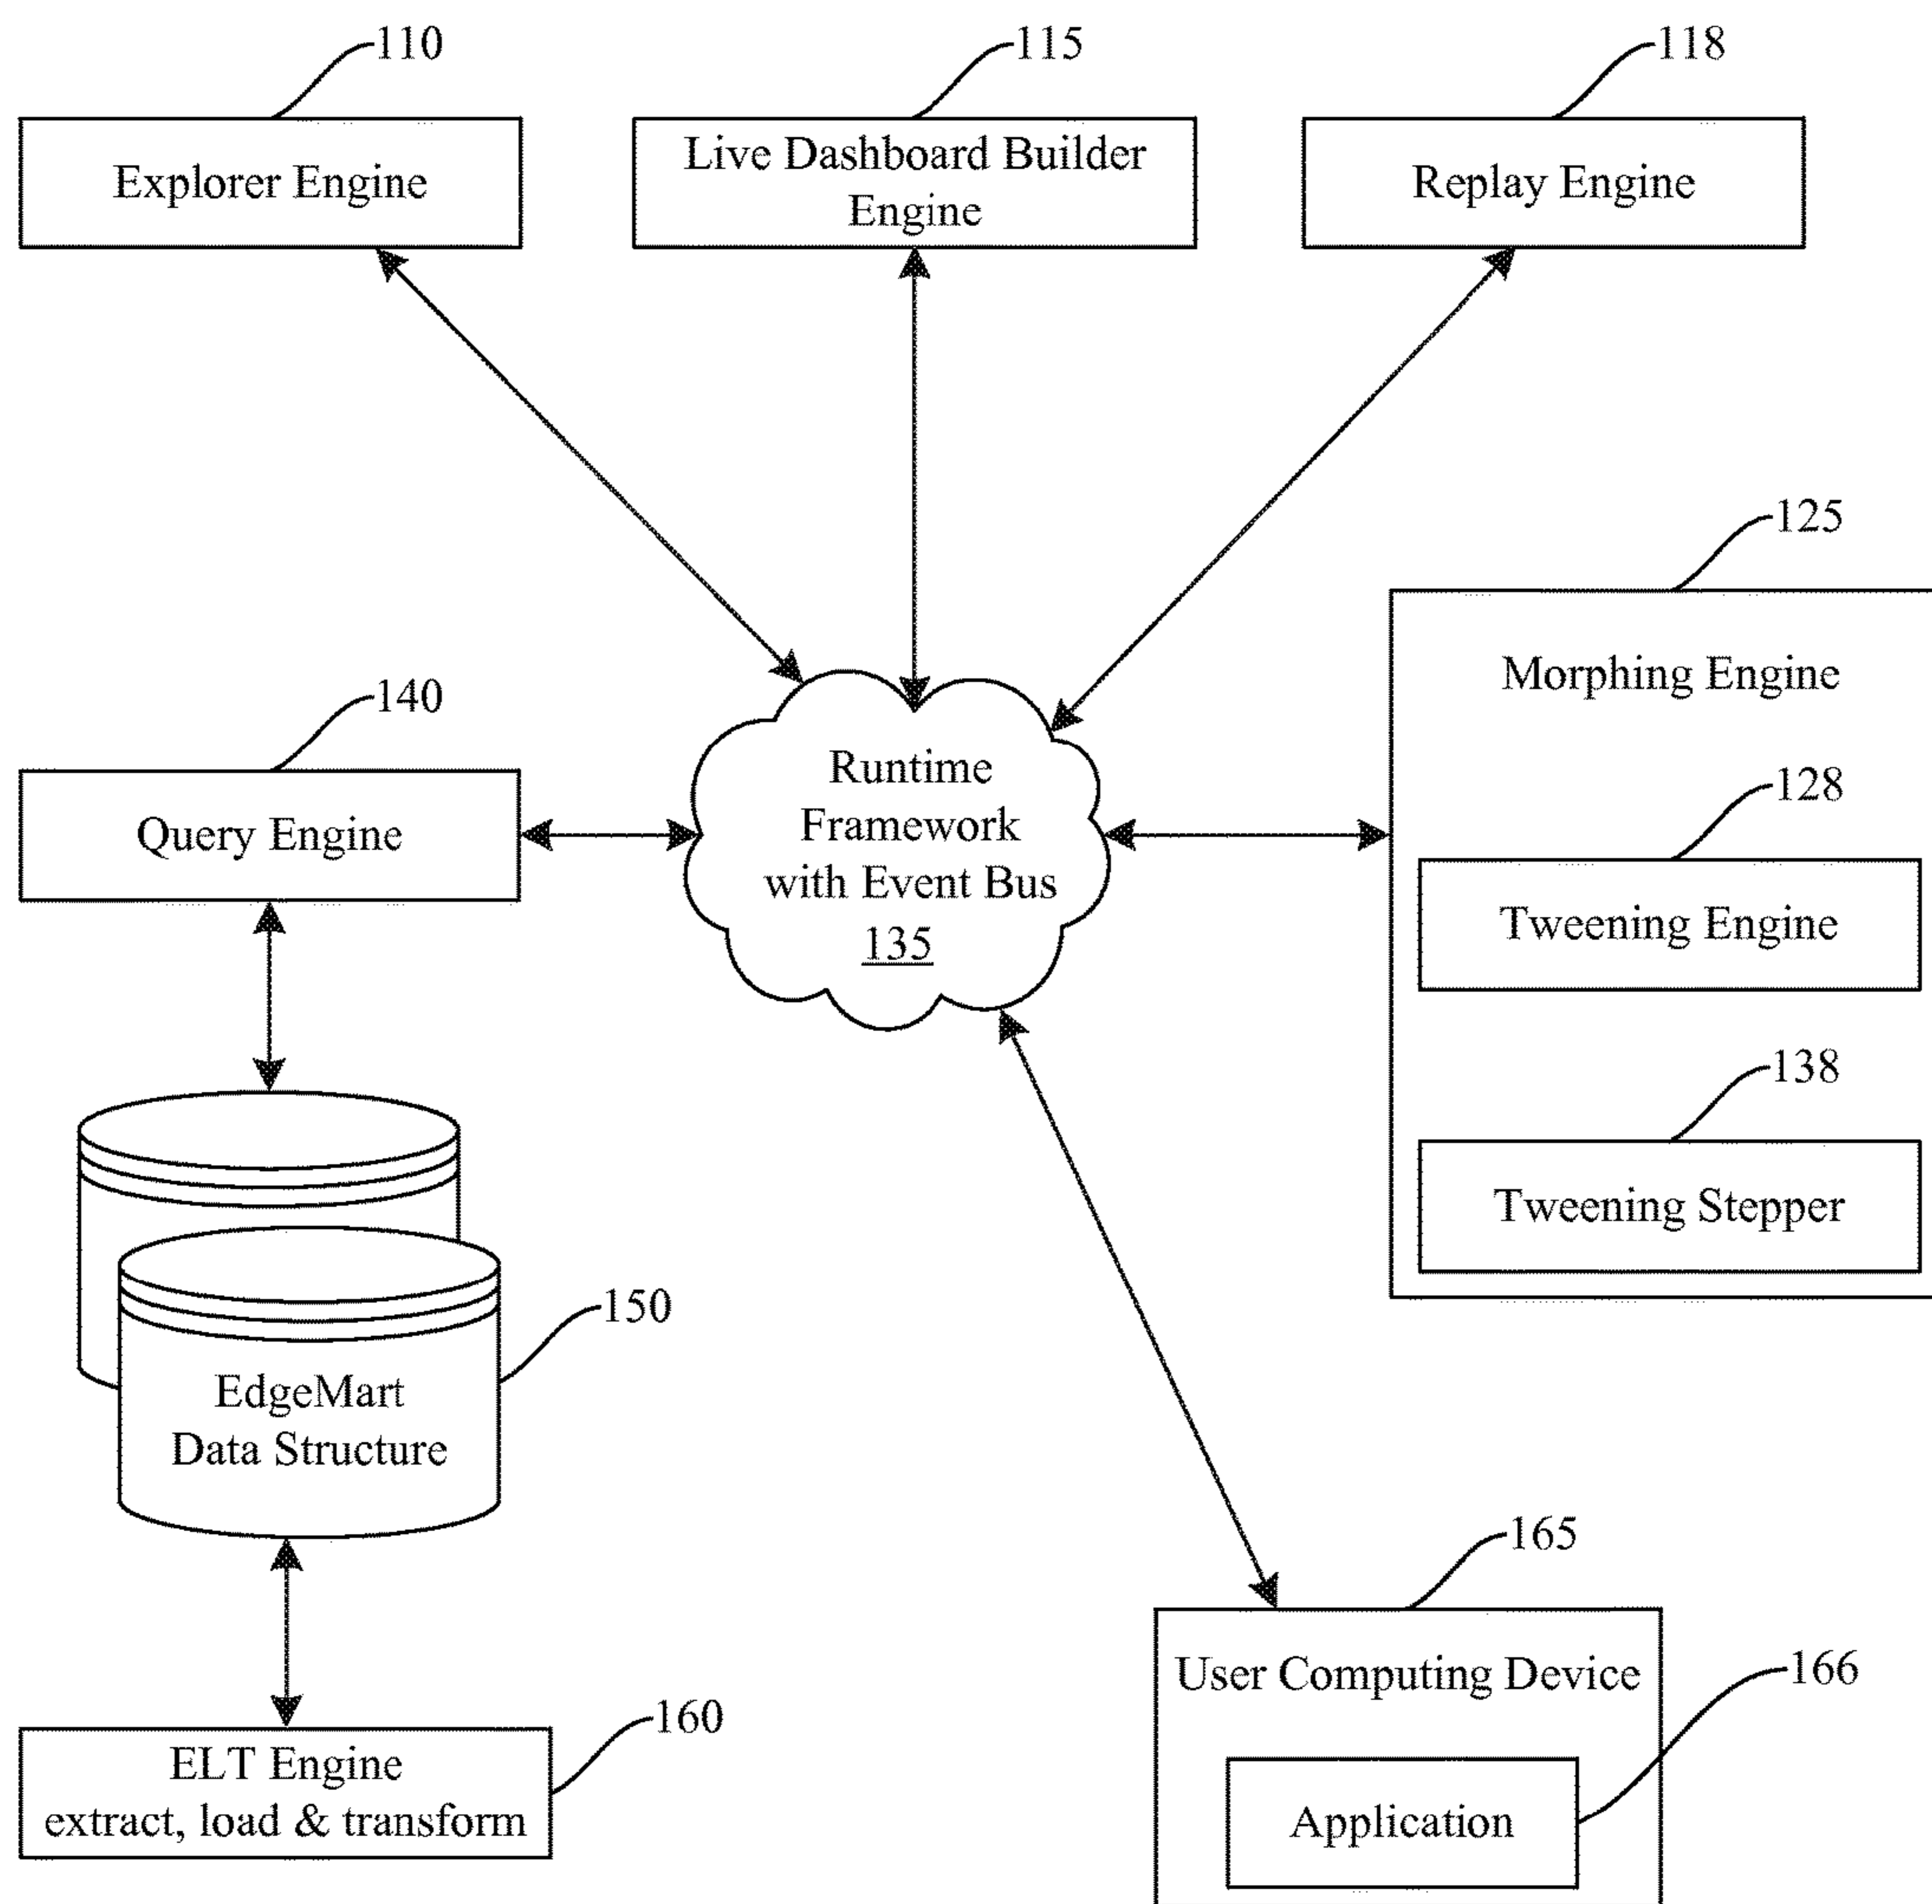 110
115
118
Explorer Engine
Live Dashboard Builder
Engine
Replay Engine
125
Morphing Engine
140
Query Engine
Runtime
Framework
with Event Bus
135
128
Tweening Engine
138
Tweening Stepper
150
EdgeMart
Data Structure
160
ELT Engine
extract, load & transform
165
User Computing Device
166
Application